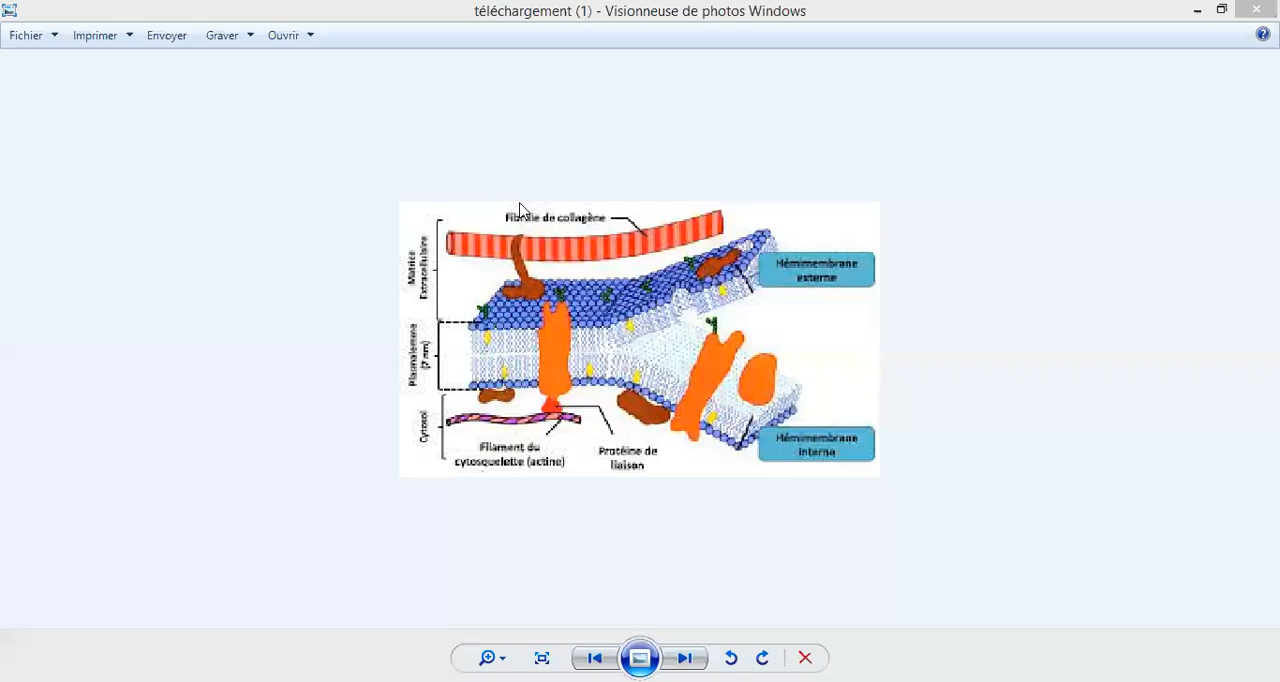 téléchargement (1) - Visionneuse de photos Windows
Fichier Imprimer Envoyer Graver Ouvrir
Fibrille de collagène
Matrice
Extracellulaire
Hémimembrane
externe
Plasmalemme
(7 nm)
Cytosol
Filament du
cytosquelette (actine)
Protéine de
liaison
Hémimembrane
interne